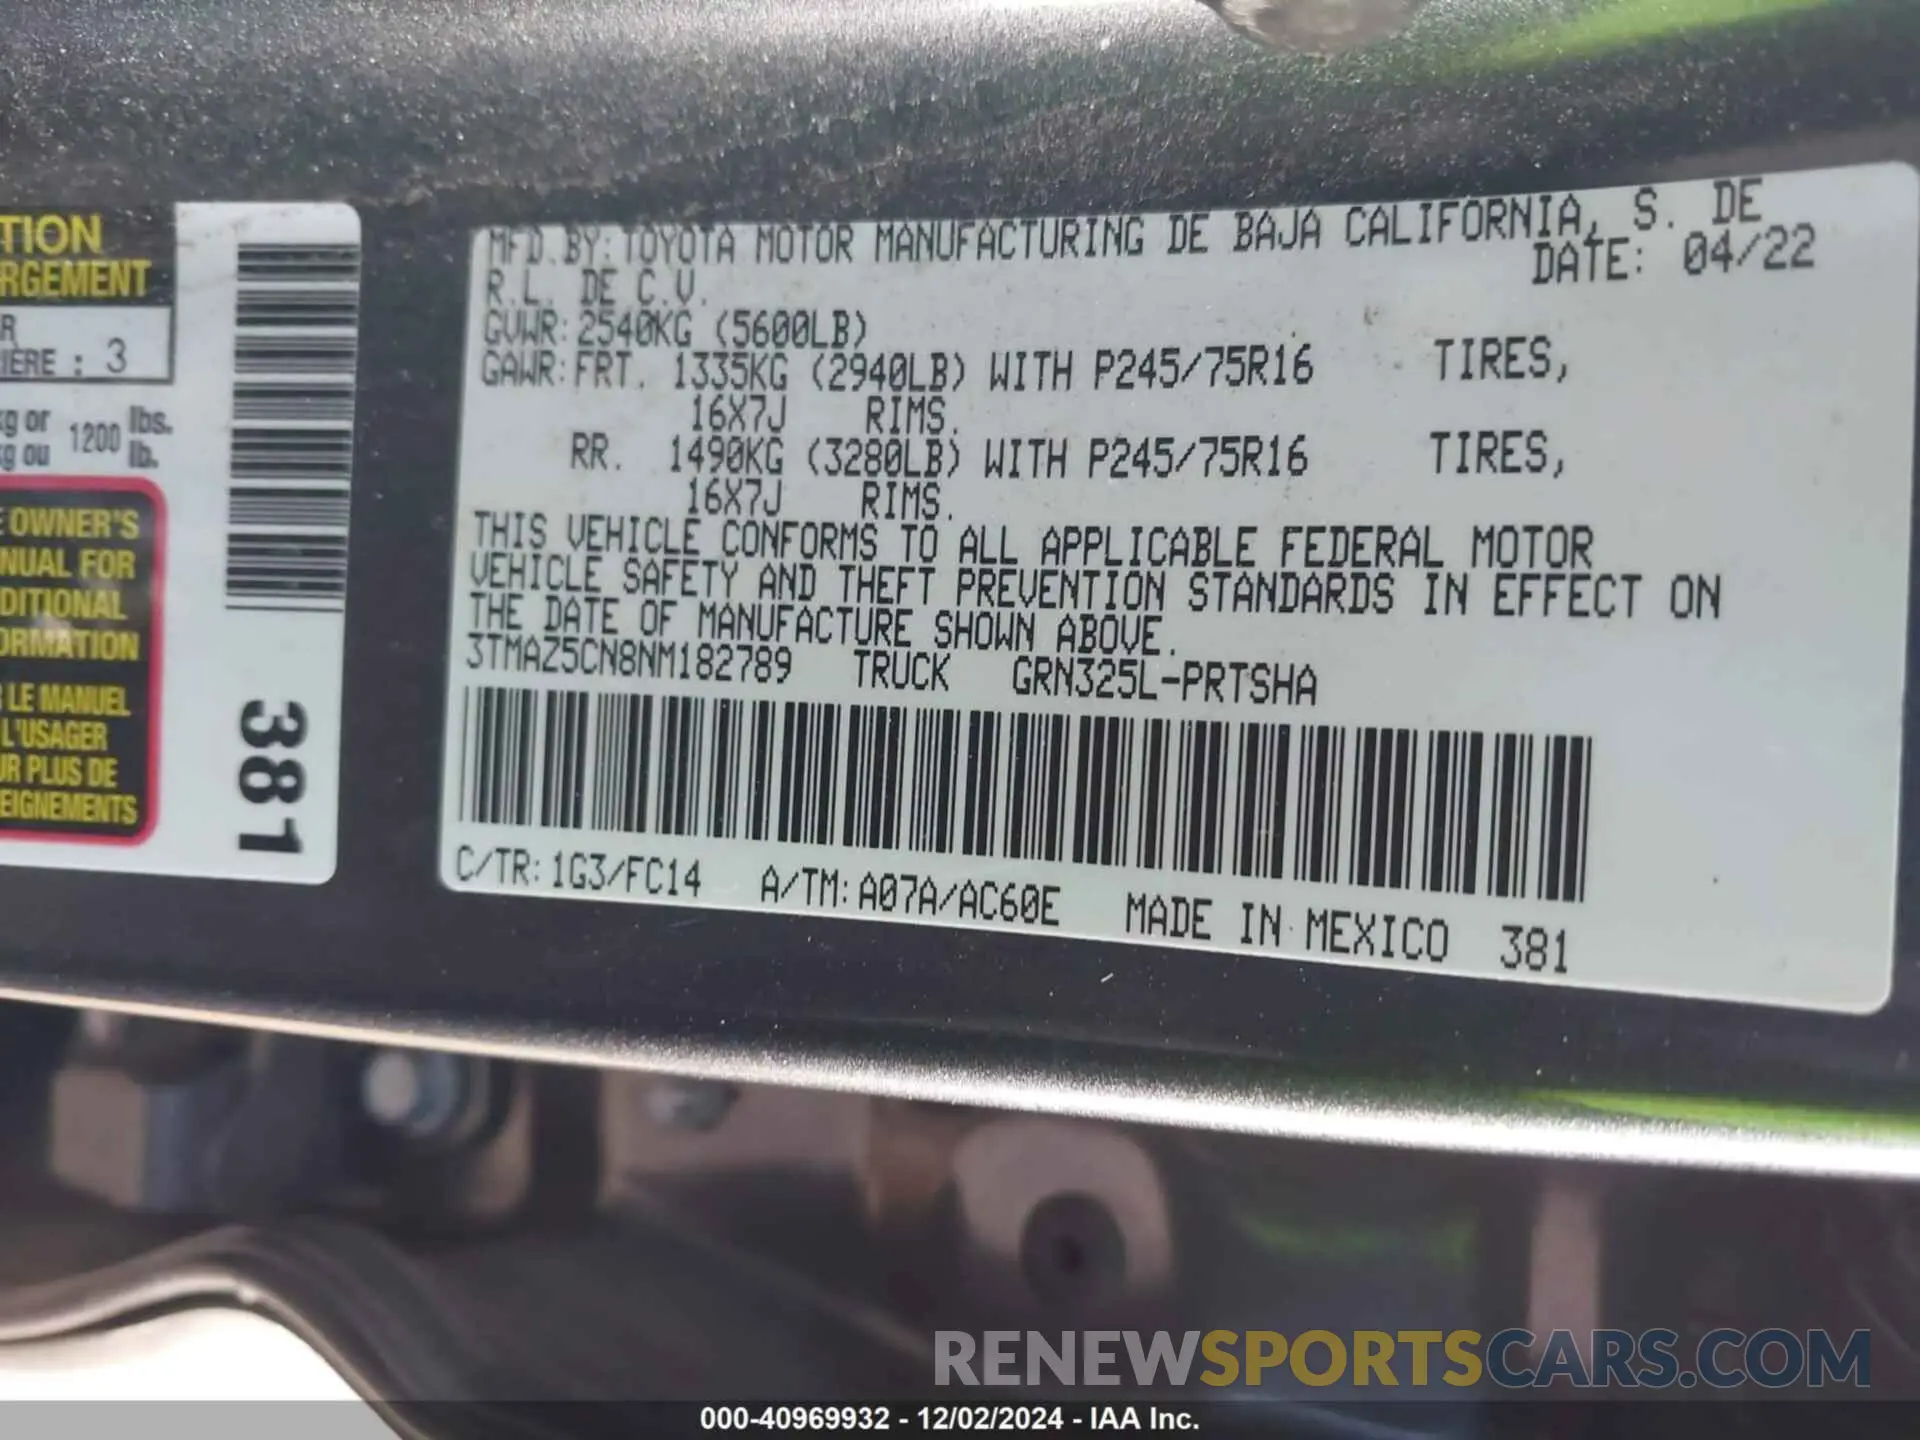 TION
RGEMENT
R
IÈRE : 3
kg or 1200 lbs.
kg ou lb.
E OWNER'S
NUAL FOR
DITIONAL
ORMATION
R LE MANUEL
L'USAGER
UR PLUS DE
EIGNEMENTS
381
MFD.BY:TOYOTA MOTOR MANUFACTURING DE BAJA CALIFORNIA, S. DE
R.L. DE C.V. DATE: 04/22
GVWR:2540KG (5600LB)
GAWR:FRT. 1335KG (2940LB) WITH P245/75R16 TIRES,
16X7J RIMS.
RR. 1490KG (3280LB) WITH P245/75R16 TIRES,
16X7J RIMS.
THIS VEHICLE CONFORMS TO ALL APPLICABLE FEDERAL MOTOR
VEHICLE SAFETY AND THEFT PREVENTION STANDARDS IN EFFECT ON
THE DATE OF MANUFACTURE SHOWN ABOVE.
3TMAZ5CN8NM182789 TRUCK GRN325L-PRTSHA
C/TR:1G3/FC14 A/TM:A07A/AC60E MADE IN MEXICO 381
RENEWSPORTSCARS.COM
000-40969932 - 12/02/2024 - IAA Inc.